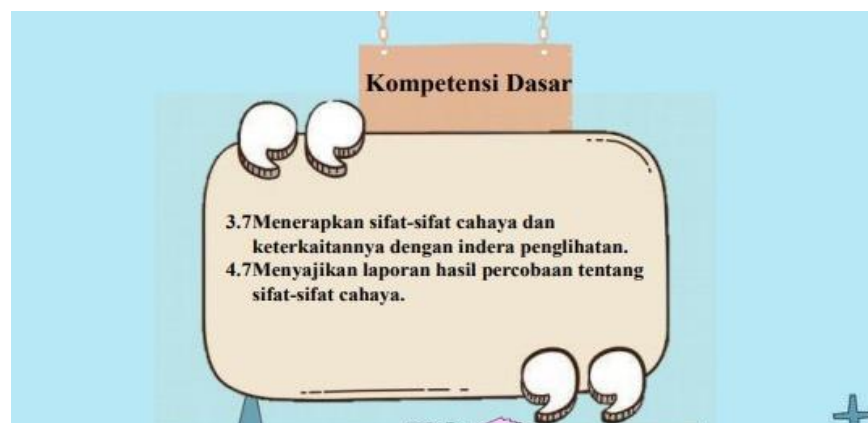 Kompetensi Dasar
3.7Menerapkan sifat-sifat cahaya dan
keterkaitannya dengan indera penglihatan.
4.7Menyajikan laporan hasil percobaan tentang
sifat-sifat cahaya.